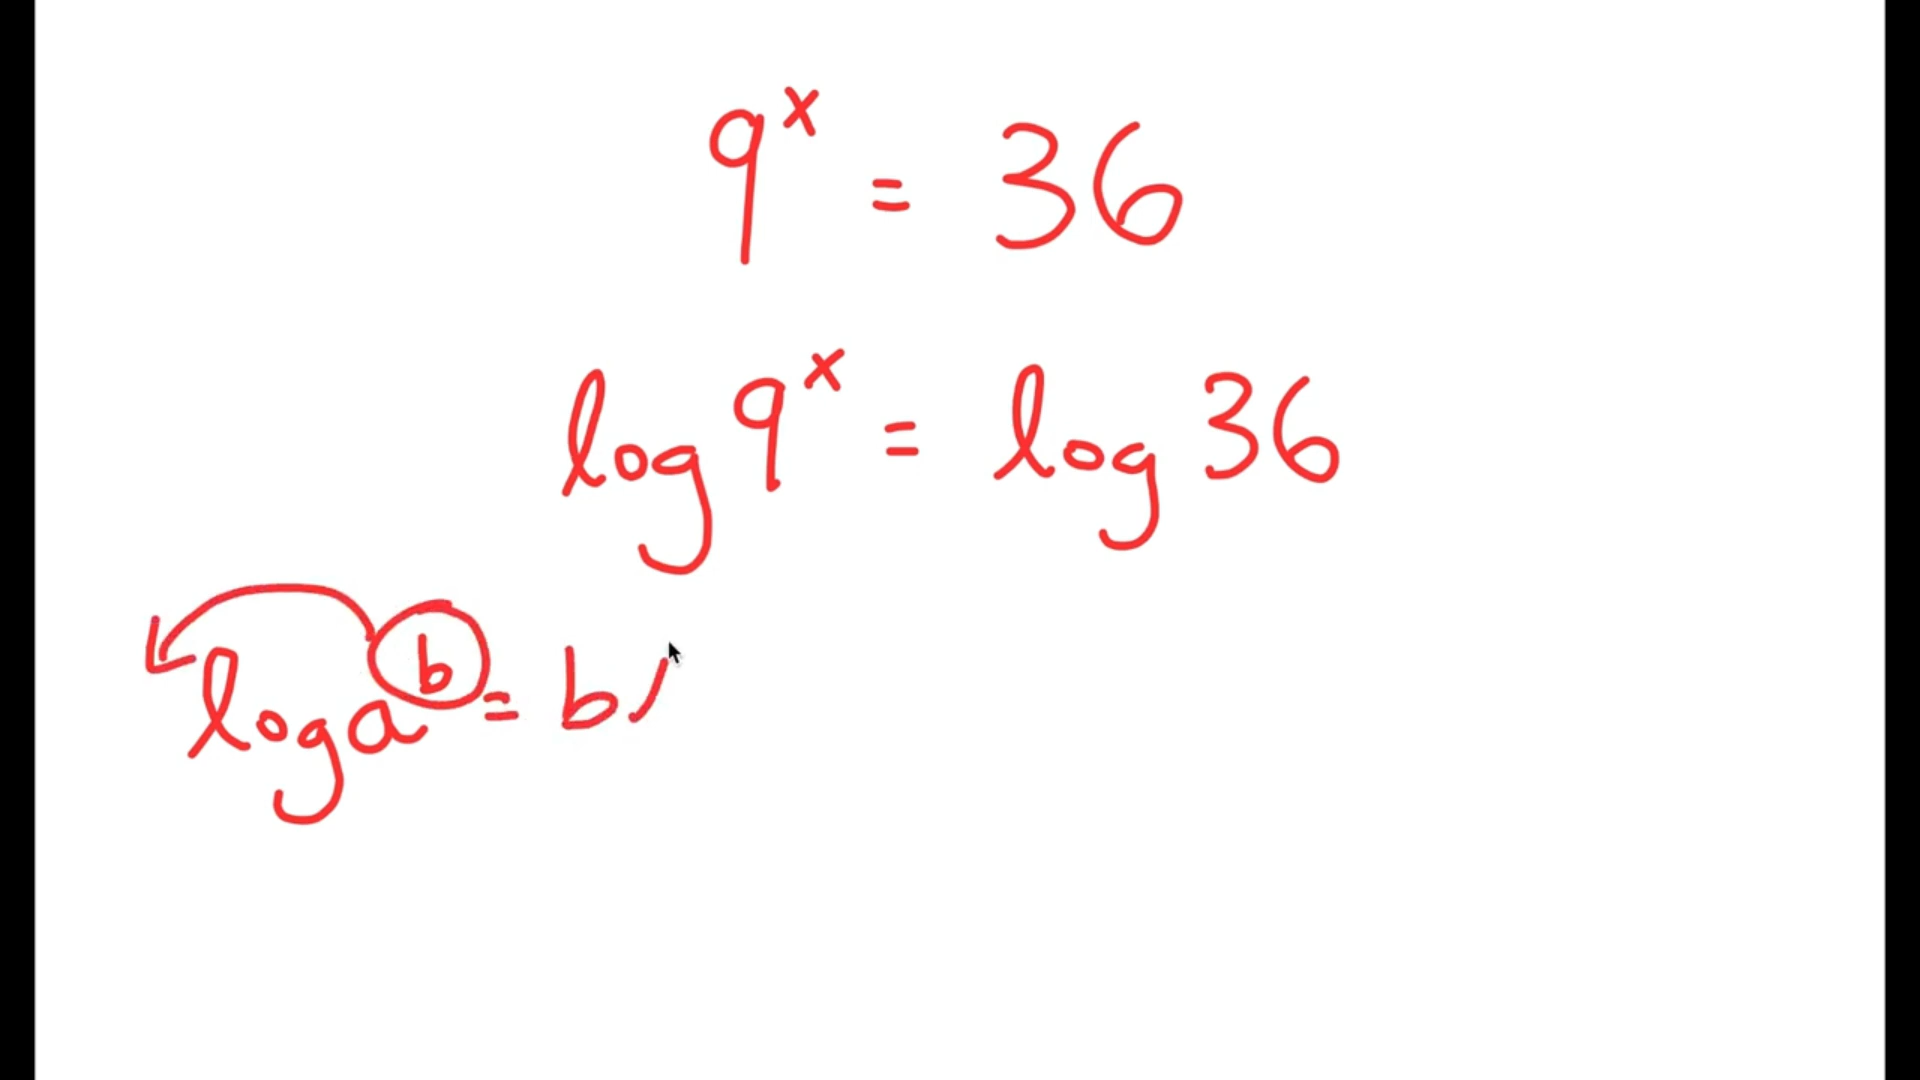 9^x = 36
log 9^x = log 36
log a^b = b